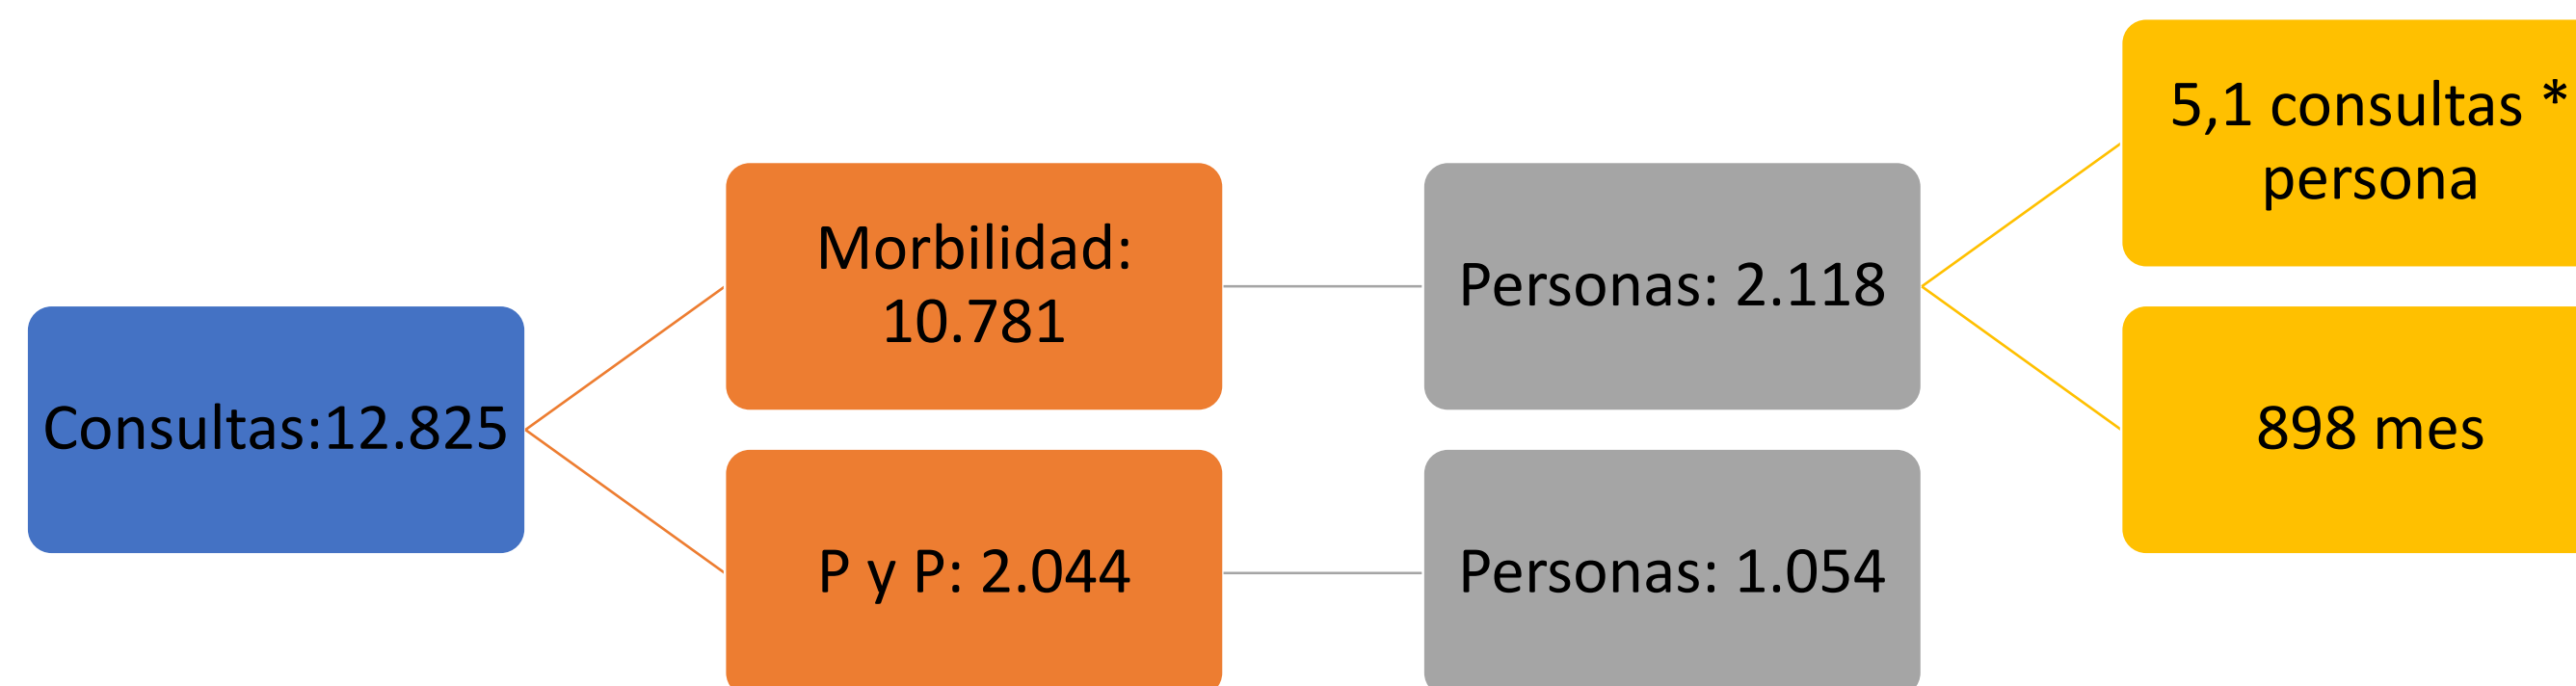 Consultas:12.825
Morbilidad:
10.781
P y P: 2.044
Personas: 2.118
Personas: 1.054
5,1 consultas *
persona
898 mes